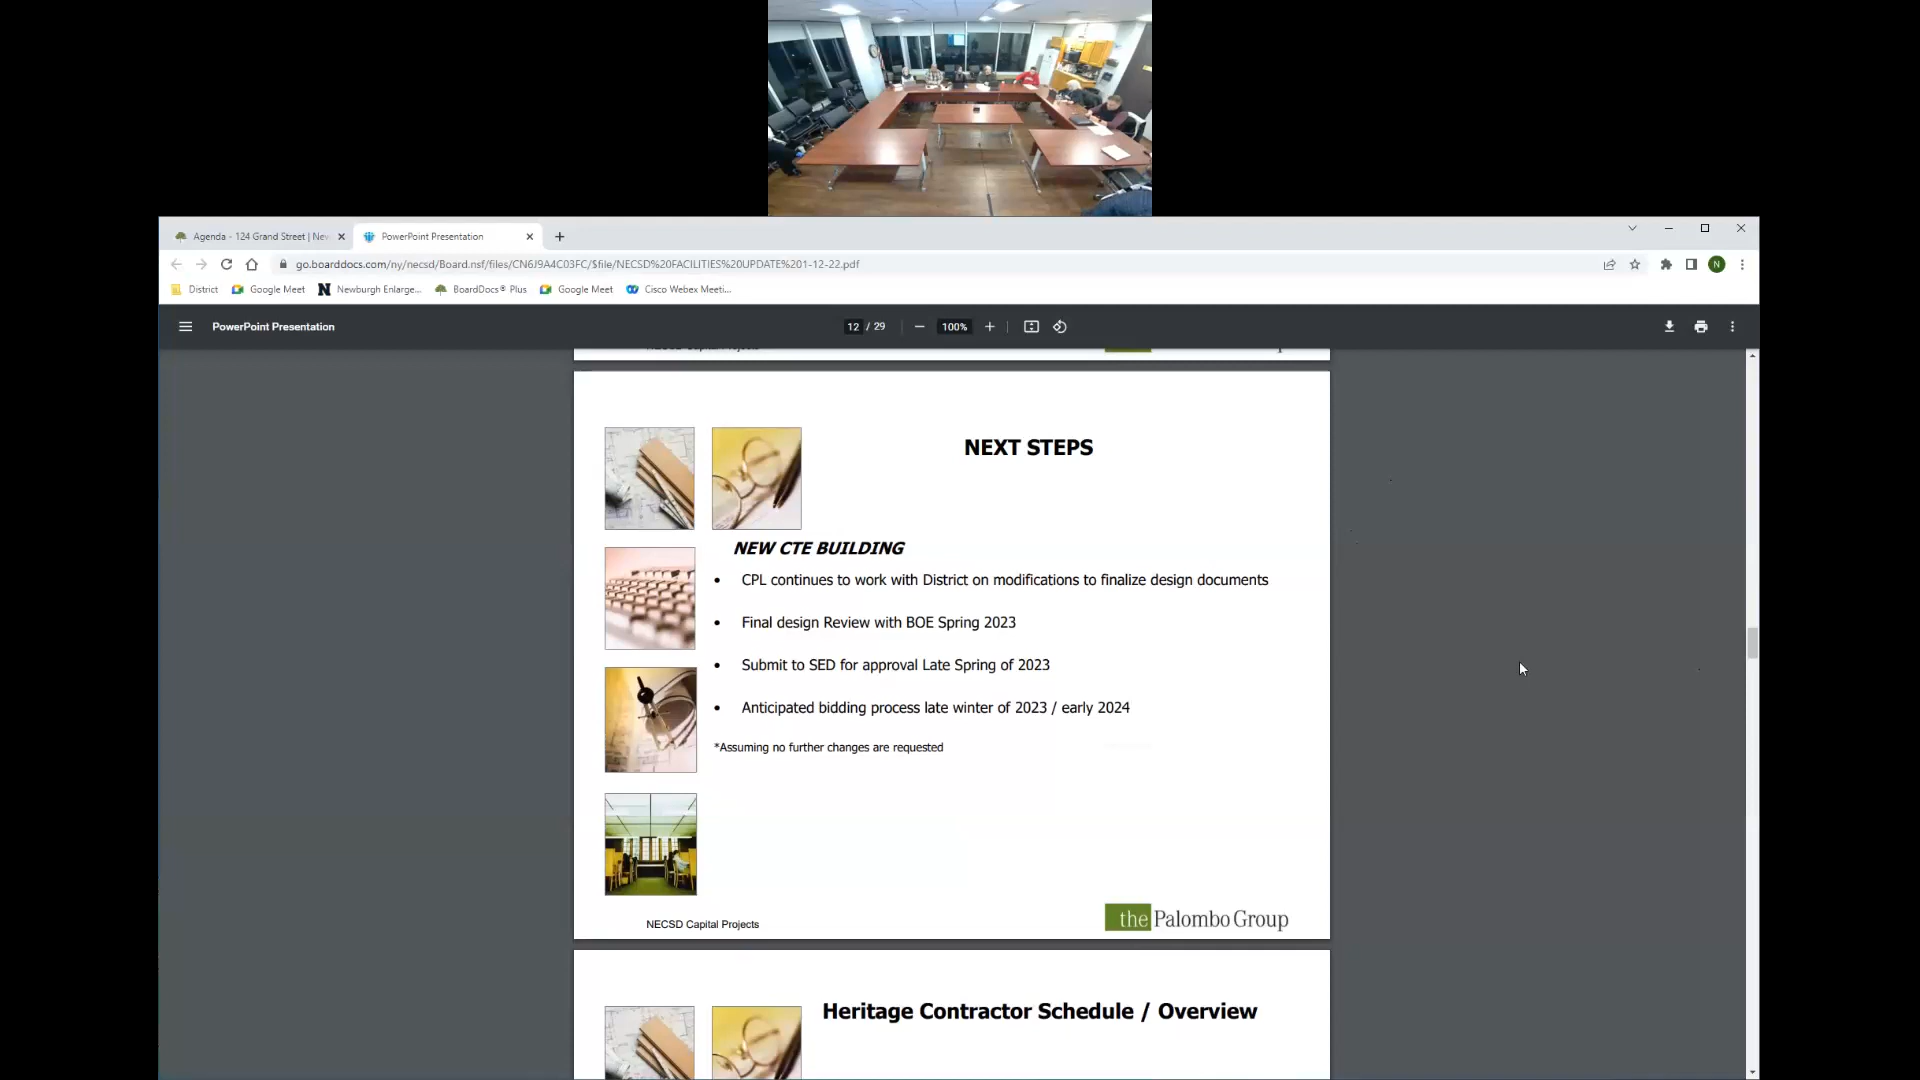 Agenda - 124 Grand Street | New
PowerPoint Presentation
go.boarddocs.com/ny/necsd/Board.nsf/files/CN6J9A4C03FC/$file/NECSD%20FACILITIES%20UPDATE%201-12-22.pdf
N
District
Google Meet
Newburgh Enlarge...
BoardDocs® Plus
Google Meet
Cisco Webex Meeti...
PowerPoint Presentation
12 / 29
100%
NEXT STEPS
NEW CTE BUILDING
• CPL continues to work with District on modifications to finalize design documents
• Final design Review with BOE Spring 2023
• Submit to SED for approval Late Spring of 2023
• Anticipated bidding process late winter of 2023 / early 2024
*Assuming no further changes are requested
NECSD Capital Projects
the Palombo Group
Heritage Contractor Schedule / Overview